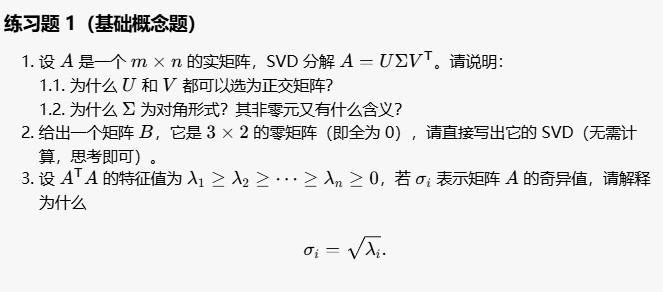 练习题 1（基础概念题）
1. 设 A 是一个 m × n 的实矩阵，SVD 分解 A = UΣV⊤。请说明：
1.1. 为什么 U 和 V 都可以选为正交矩阵？
1.2. 为什么 Σ 为对角形式？其非零元又有什么含义？
2. 给出一个矩阵 B，它是 3 × 2 的零矩阵（即全为 0），请直接写出它的 SVD（无需计
算，思考即可）。
3. 设 A⊤A 的特征值为 λ₁ ≥ λ₂ ≥ ⋯ ≥ λₙ ≥ 0，若 σᵢ 表示矩阵 A 的奇异值，请解释
为什么
σᵢ = √λᵢ.